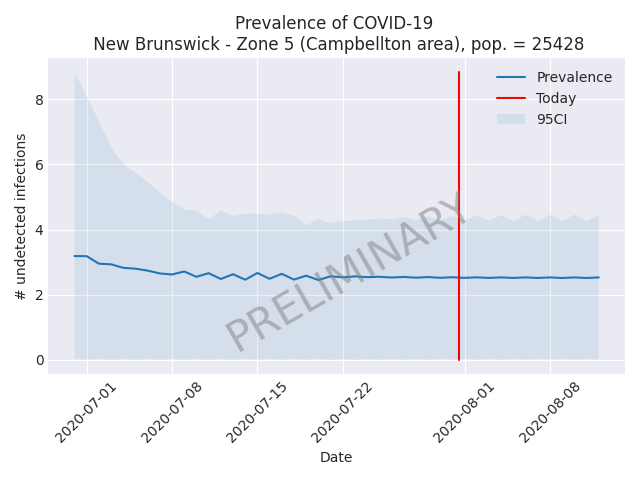 Prevalence of COVID-19
New Brunswick - Zone 5 (Campbellton area), pop. = 25428
Prevalence
Today
95CI
# undetected infections
8
6
4
2
0
PRELIMINARY
2020-07-01
2020-07-08
2020-07-15
2020-07-22
2020-08-01
2020-08-08
Date